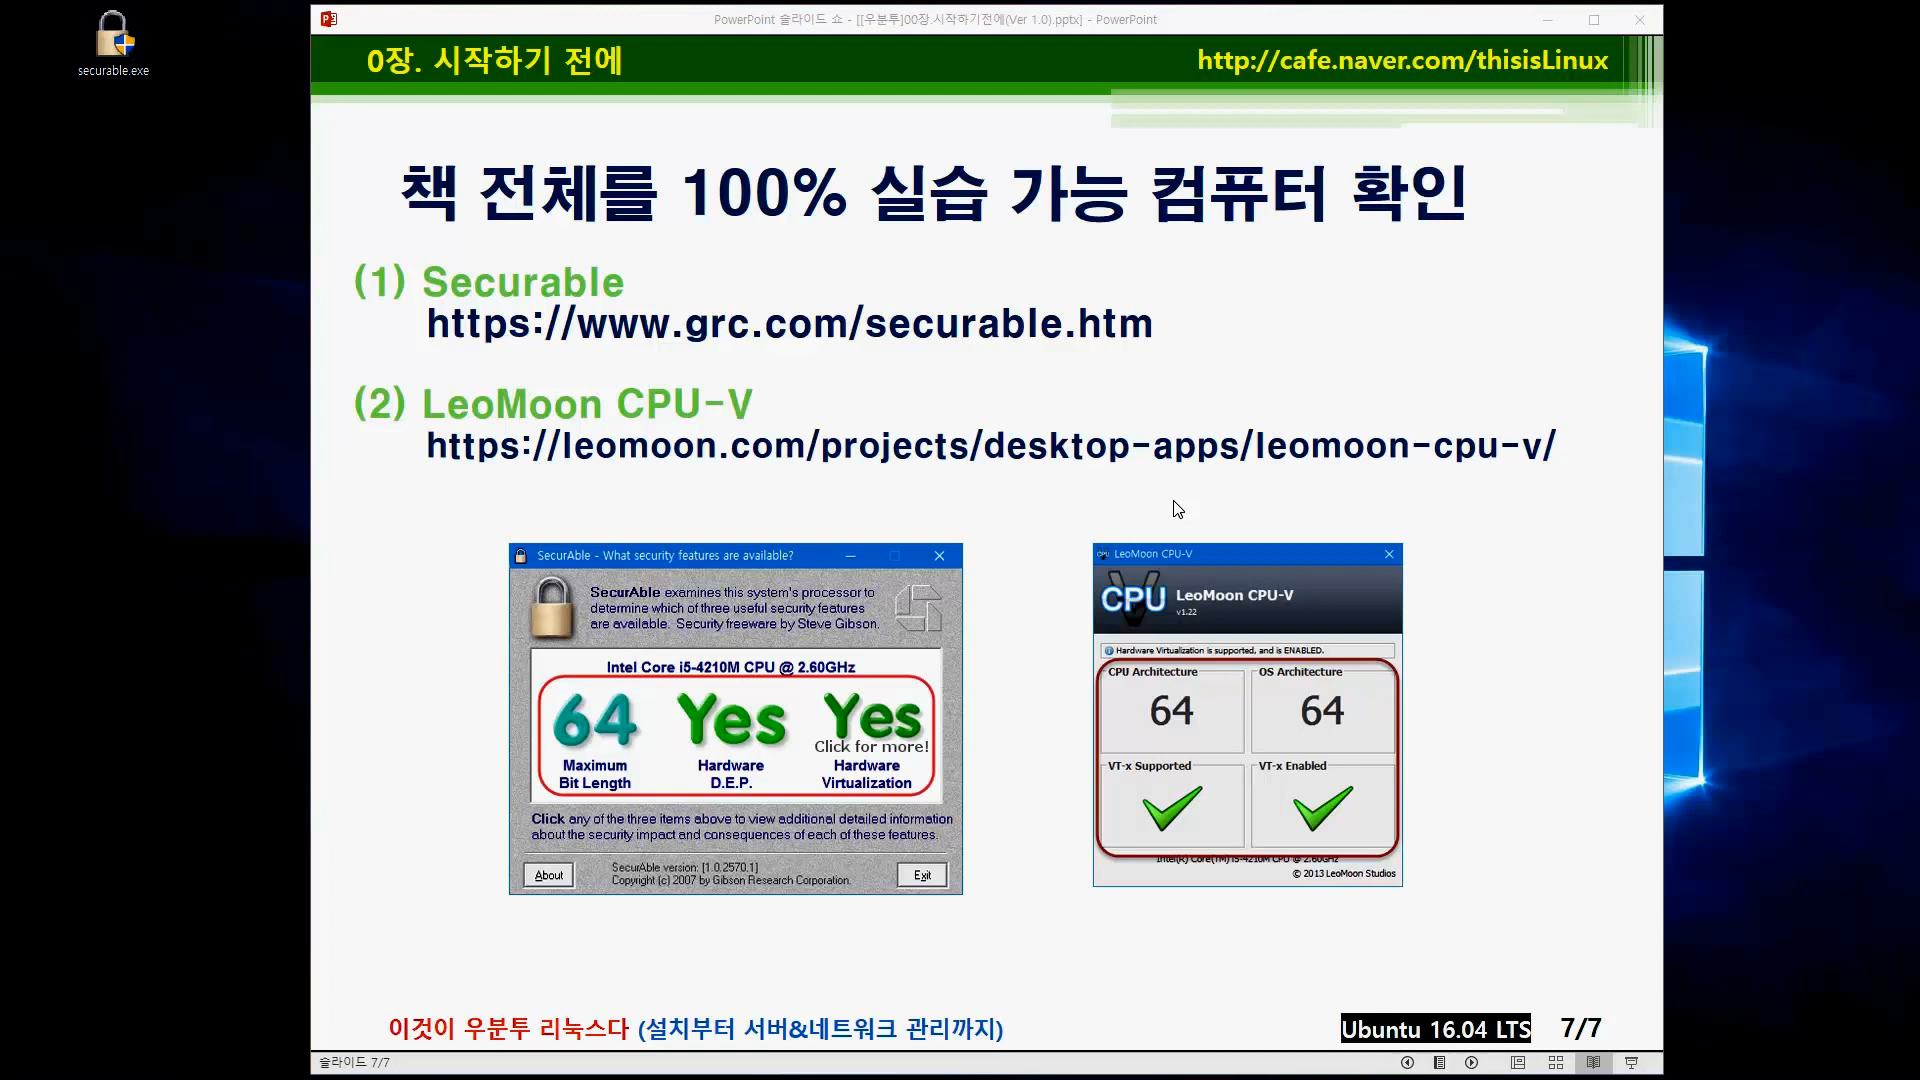 securable.exe
PowerPoint 슬라이드 쇼 - [[우분투]00장.시작하기전에(Ver 1.0).pptx] - PowerPoint
0장. 시작하기 전에
http://cafe.naver.com/thisisLinux
책 전체를 100% 실습 가능 컴퓨터 확인
(1) Securable
https://www.grc.com/securable.htm
(2) LeoMoon CPU-V
https://leomoon.com/projects/desktop-apps/leomoon-cpu-v/
SecurAble - What security features are available?
SecurAble examines this system's processor to
determine which of three useful security features
are available. Security freeware by Steve Gibson.
Intel Core i5-4210M CPU @ 2.60GHz
64 Yes Yes
Click for more!
Maximum Hardware Hardware
Bit Length D.E.P. Virtualization
Click any of the three items above to view additional detailed information
about the security impact and consequences of each of these features.
About
SecurAble version: [1.0.2570.1]
Copyright (c) 2007 by Gibson Research Corporation.
Exit
LeoMoon CPU-V
CPU
LeoMoon CPU-V
v1.22
Hardware Virtualization is supported, and is ENABLED.
CPU Architecture OS Architecture
64 64
VT-x Supported VT-x Enabled
Intel(R) Core(TM) i5-4210M CPU @ 2.60GHz
© 2013 LeoMoon Studios
이것이 우분투 리눅스다 (설치부터 서버&네트워크 관리까지)
Ubuntu 16.04 LTS 7/7
슬라이드 7/7